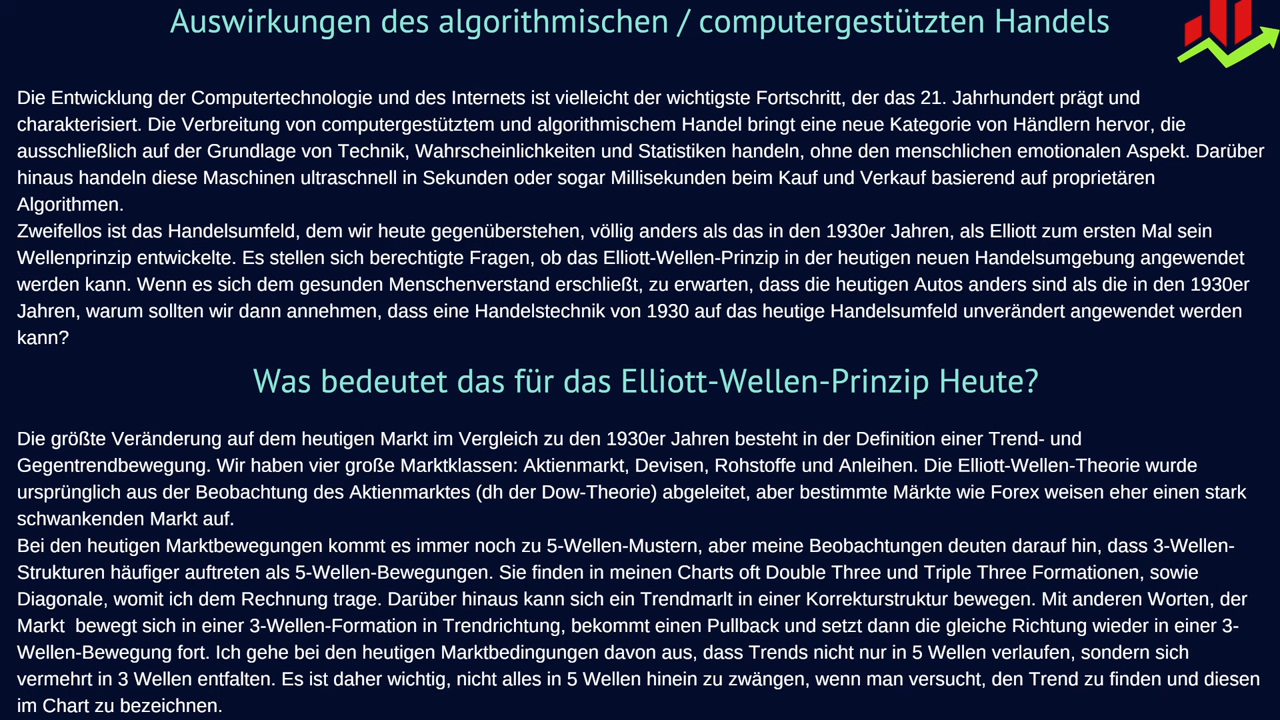 Auswirkungen des algorithmischen / computergestützten Handels
Die Entwicklung der Computertechnologie und des Internets ist vielleicht der wichtigste Fortschritt, der das 21. Jahrhundert prägt und
charakterisiert. Die Verbreitung von computergestütztem und algorithmischem Handel bringt eine neue Kategorie von Händlern hervor, die
ausschließlich auf der Grundlage von Technik, Wahrscheinlichkeiten und Statistiken handeln, ohne den menschlichen emotionalen Aspekt. Darüber
hinaus handeln diese Maschinen ultraschnell in Sekunden oder sogar Millisekunden beim Kauf und Verkauf basierend auf proprietären
Algorithmen.
Zweifellos ist das Handelsumfeld, dem wir heute gegenüberstehen, völlig anders als das in den 1930er Jahren, als Elliott zum ersten Mal sein
Wellenprinzip entwickelte. Es stellen sich berechtigte Fragen, ob das Elliott-Wellen-Prinzip in der heutigen neuen Handelsumgebung angewendet
werden kann. Wenn es sich dem gesunden Menschenverstand erschließt, zu erwarten, dass die heutigen Autos anders sind als die in den 1930er
Jahren, warum sollten wir dann annehmen, dass eine Handelstechnik von 1930 auf das heutige Handelsumfeld unverändert angewendet werden
kann?
Was bedeutet das für das Elliott-Wellen-Prinzip Heute?
Die größte Veränderung auf dem heutigen Markt im Vergleich zu den 1930er Jahren besteht in der Definition einer Trend- und
Gegentrendbewegung. Wir haben vier große Marktklassen: Aktienmarkt, Devisen, Rohstoffe und Anleihen. Die Elliott-Wellen-Theorie wurde
ursprünglich aus der Beobachtung des Aktienmarktes (dh der Dow-Theorie) abgeleitet, aber bestimmte Märkte wie Forex weisen eher einen stark
schwankenden Markt auf.
Bei den heutigen Marktbewegungen kommt es immer noch zu 5-Wellen-Mustern, aber meine Beobachtungen deuten darauf hin, dass 3-Wellen-
Strukturen häufiger auftreten als 5-Wellen-Bewegungen. Sie finden in meinen Charts oft Double Three und Triple Three Formationen, sowie
Diagonale, womit ich dem Rechnung trage. Darüber hinaus kann sich ein Trendmarlt in einer Korrekturstruktur bewegen. Mit anderen Worten, der
Markt  bewegt sich in einer 3-Wellen-Formation in Trendrichtung, bekommt einen Pullback und setzt dann die gleiche Richtung wieder in einer 3-
Wellen-Bewegung fort. Ich gehe bei den heutigen Marktbedingungen davon aus, dass Trends nicht nur in 5 Wellen verlaufen, sondern sich
vermehrt in 3 Wellen entfalten. Es ist daher wichtig, nicht alles in 5 Wellen hinein zu zwängen, wenn man versucht, den Trend zu finden und diesen
im Chart zu bezeichnen.